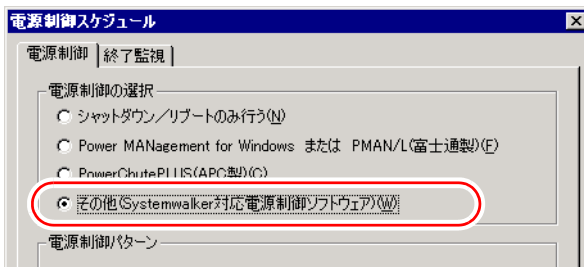 電源制御スケジュール
電源制御 終了監視
電源制御の選択
シャットダウン／リブートのみ行う(N)
Power MANagement for Windows または PMAN/L(富士通製)(F)
PowerChutePLUS(APC製)(C)
その他(Systemwalker対応電源制御ソフトウェア)(W)
電源制御パターン